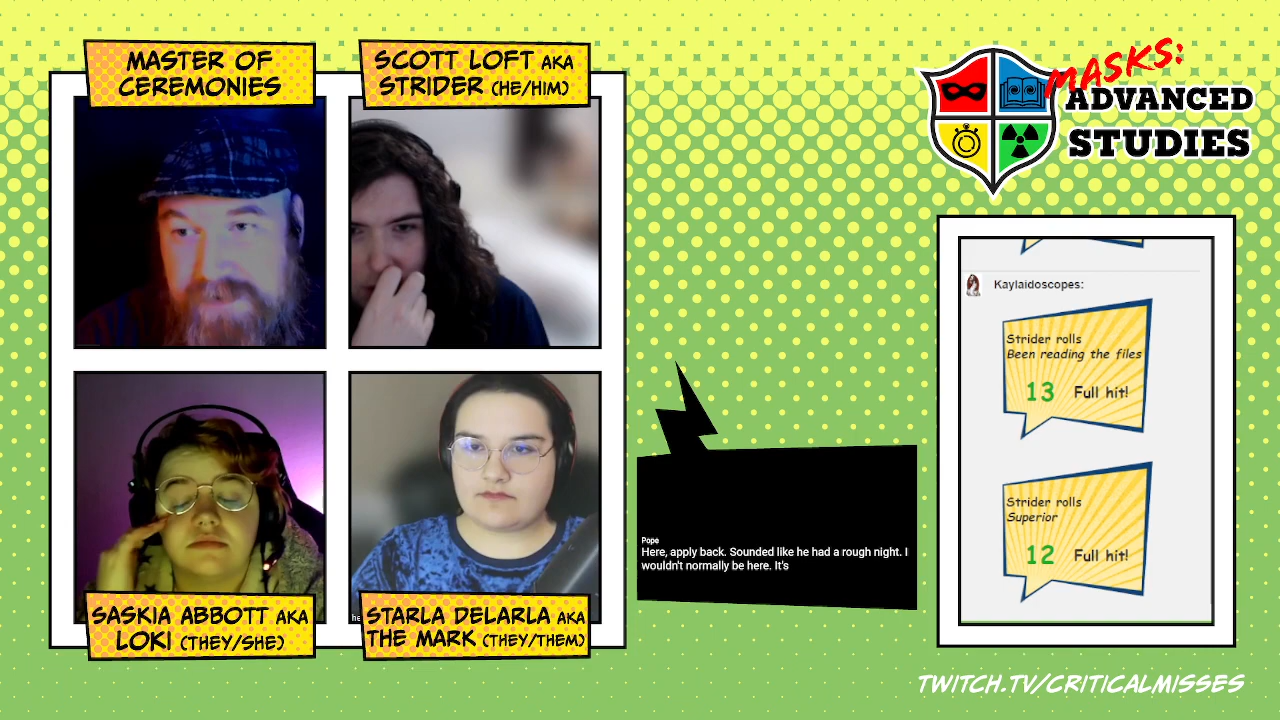 MASTER OF
CEREMONIES
SCOTT LOFT AKA
STRIDER (HE/HIM)
SASKIA ABBOTT AKA
LOKI (THEY/SHE)
STARLA DELARLA AKA
THE MARK (THEY/THEM)
he
Pope
Here, apply back. Sounded like he had a rough night. I
wouldn't normally be here. It's
MASKS:
ADVANCED
STUDIES
Kaylaidoscopes:
Strider rolls
Been reading the files
13 Full hit!
Strider rolls
Superior
12 Full hit!
TWITCH.TV/CRITICALMISSES